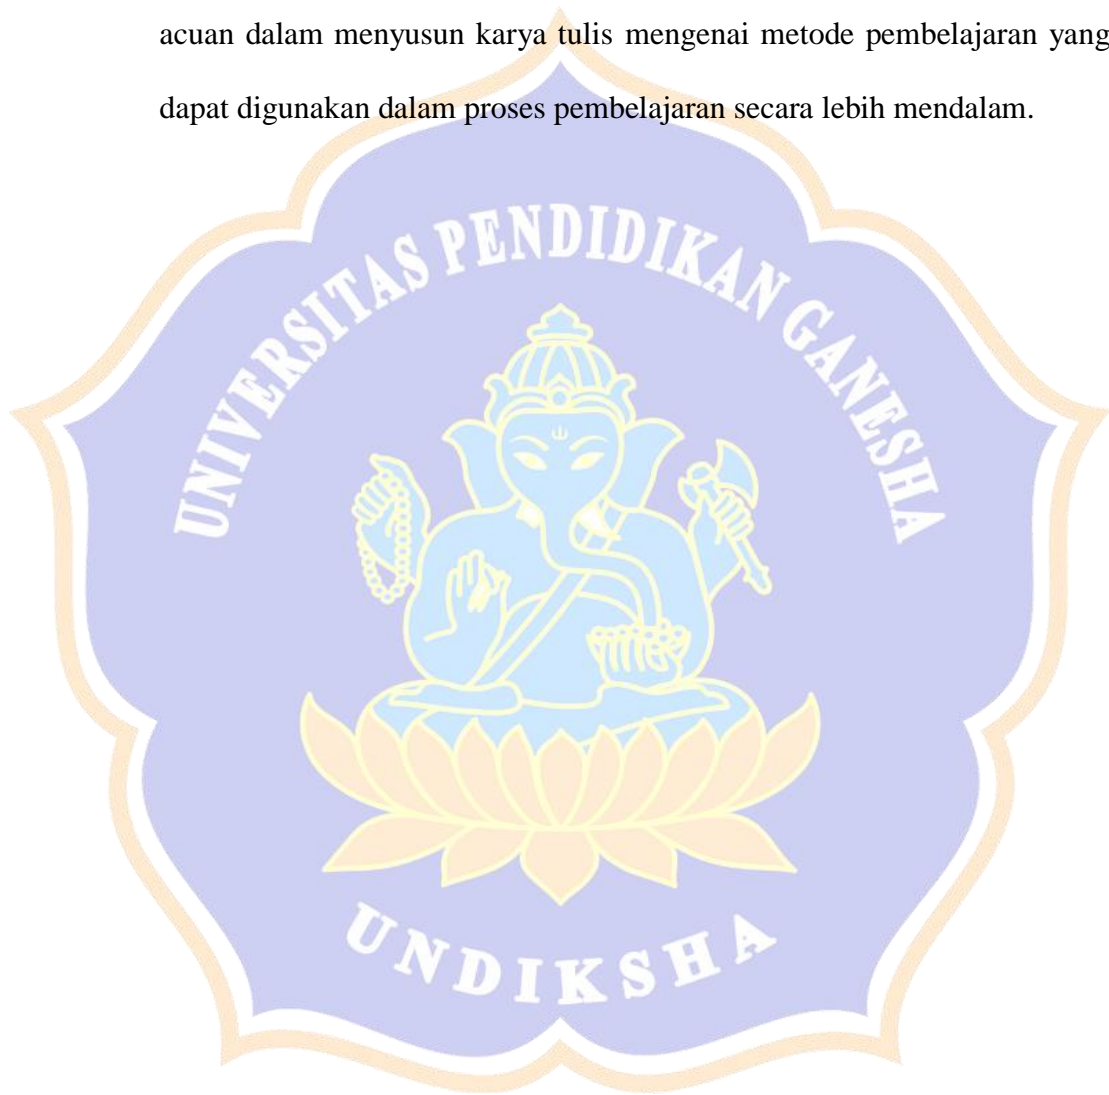 acuan dalam menyusun karya tulis mengenai metode pembelajaran yang
dapat digunakan dalam proses pembelajaran secara lebih mendalam.
UNIVERSITAS PENDIDIKAN GANESHA
UNDIKSHA